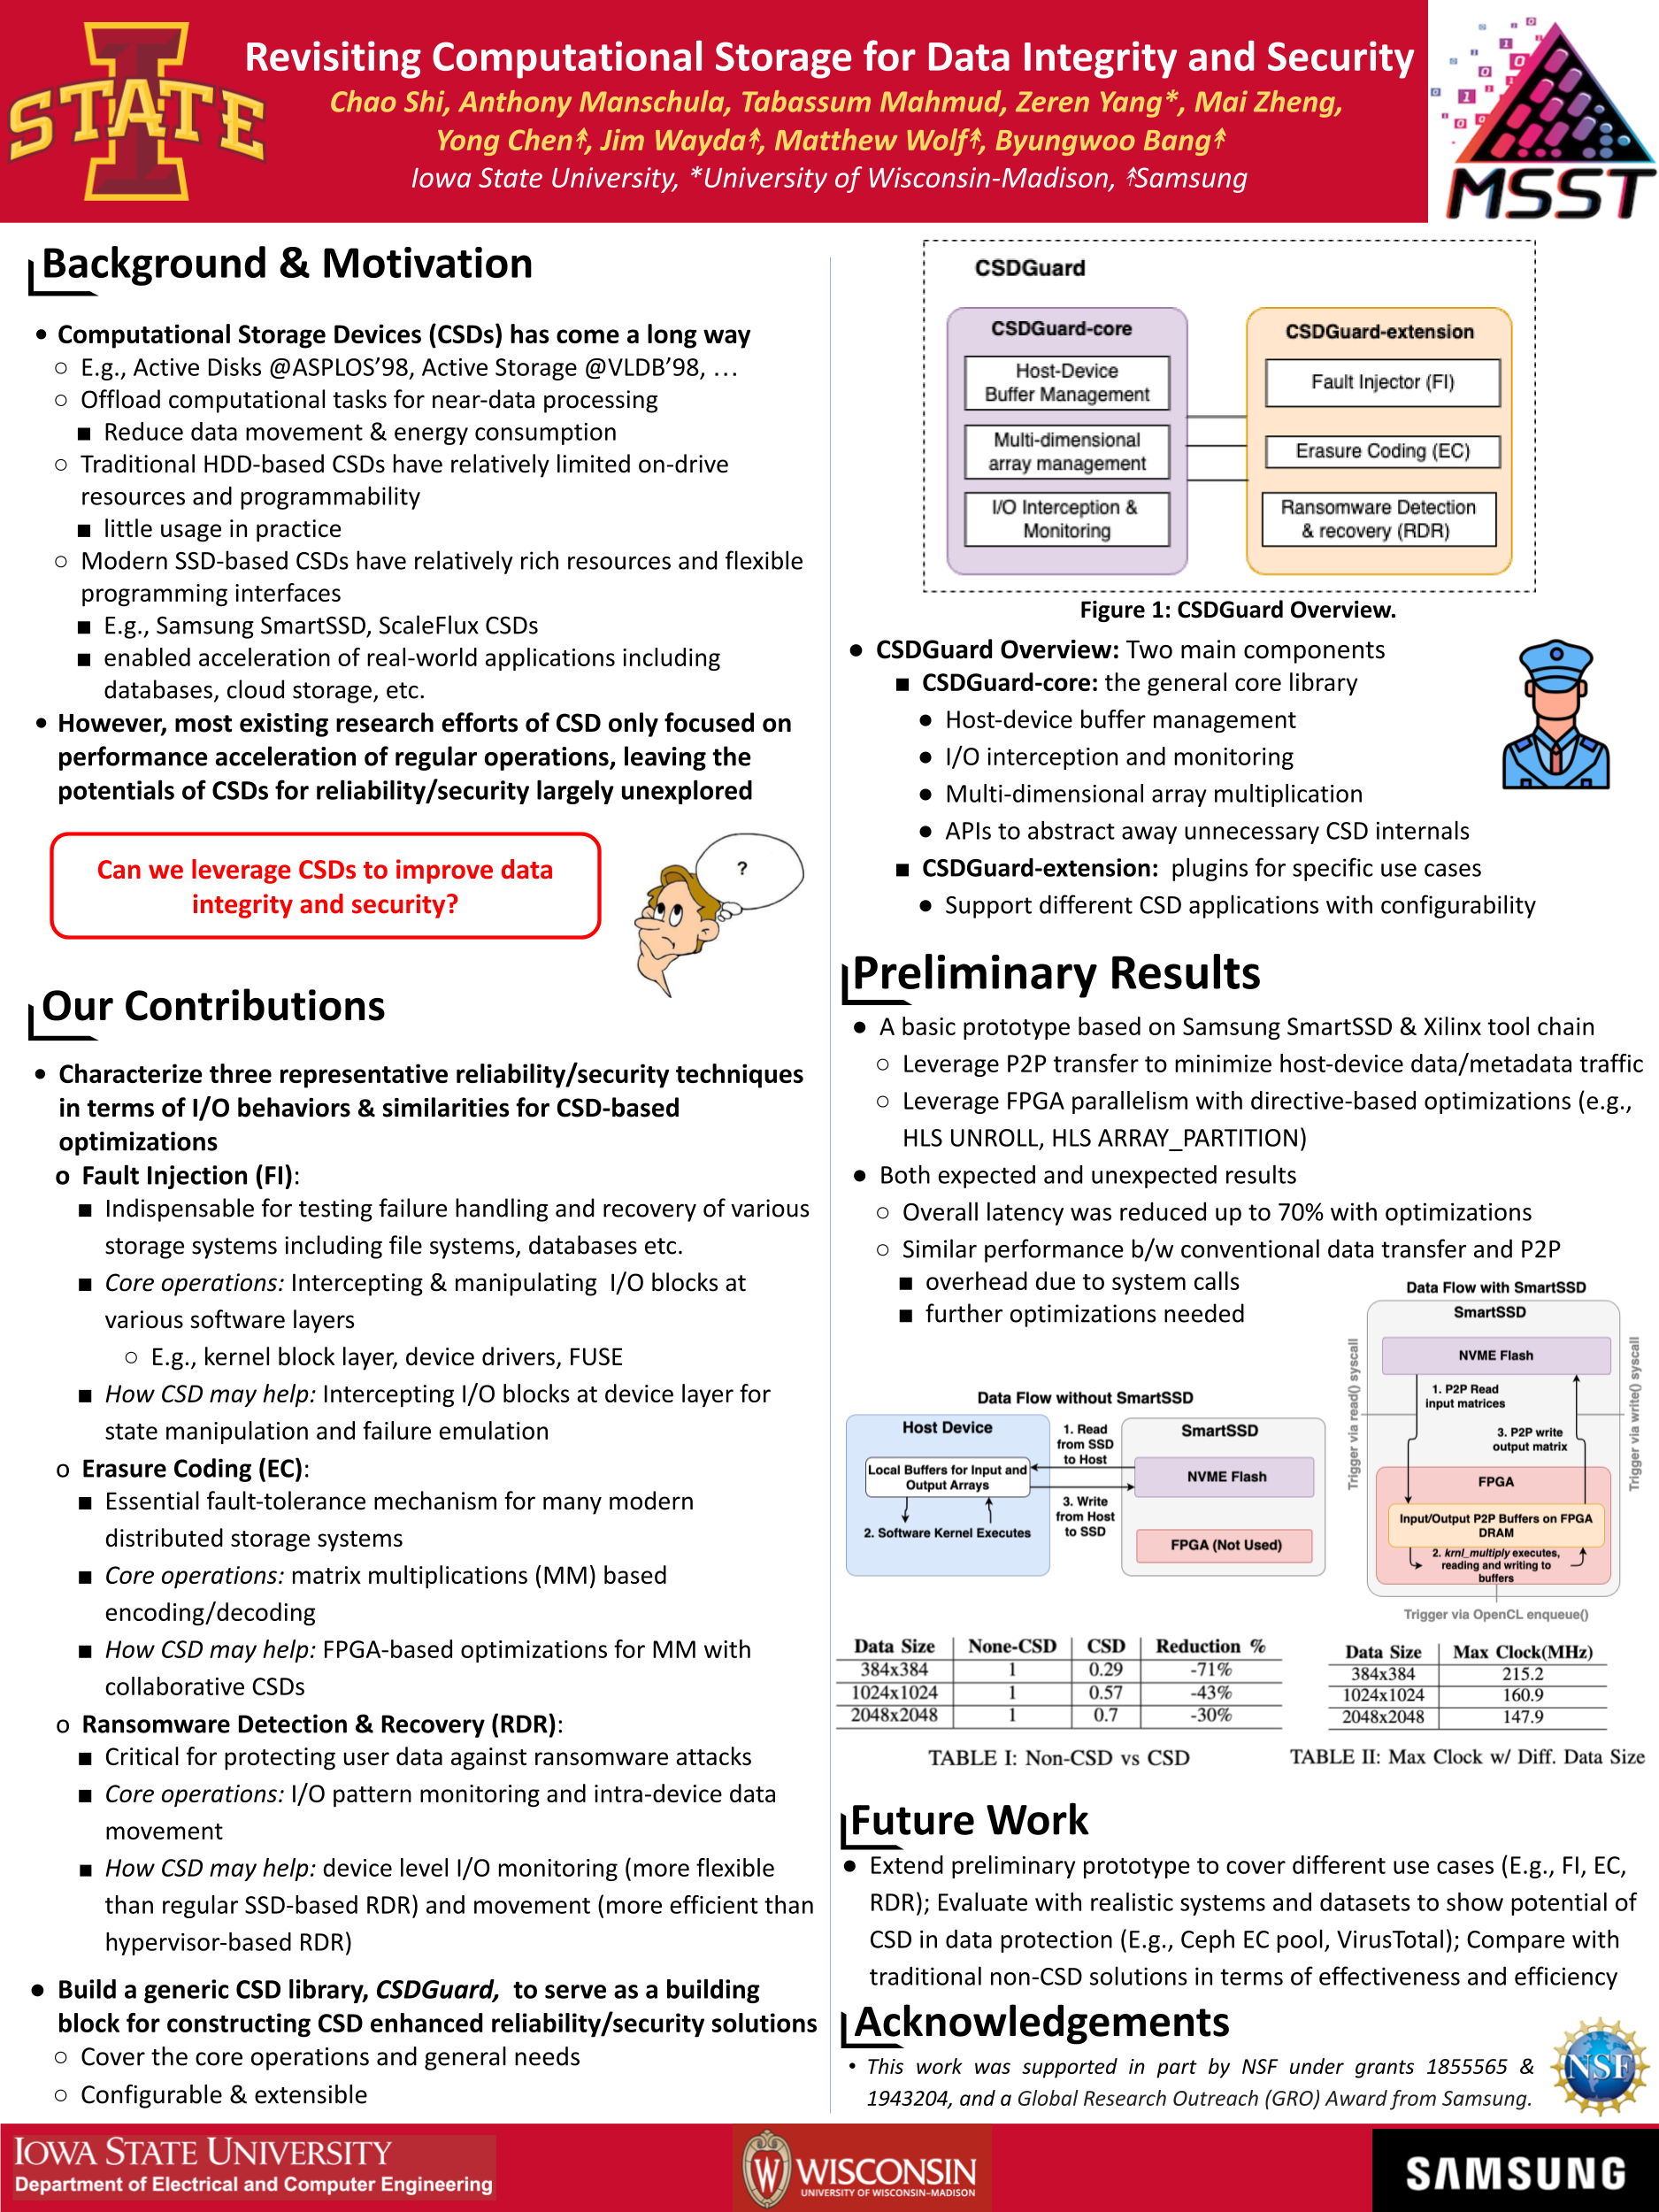 STATE
Revisiting Computational Storage for Data Integrity and Security
Chao Shi, Anthony Manschula, Tabassum Mahmud, Zeren Yang*, Mai Zheng,
Yong Chen↟, Jim Wayda↟, Matthew Wolf↟, Byungwoo Bang↟
Iowa State University, *University of Wisconsin-Madison, ↟Samsung
MSST
Background & Motivation
● Computational Storage Devices (CSDs) has come a long way
○ E.g., Active Disks @ASPLOS’98, Active Storage @VLDB’98, …
○ Offload computational tasks for near-data processing
■ Reduce data movement & energy consumption
○ Traditional HDD-based CSDs have relatively limited on-drive
resources and programmability
■ little usage in practice
○ Modern SSD-based CSDs have relatively rich resources and flexible
programming interfaces
■ E.g., Samsung SmartSSD, ScaleFlux CSDs
■ enabled acceleration of real-world applications including
databases, cloud storage, etc.
● However, most existing research efforts of CSD only focused on
performance acceleration of regular operations, leaving the
potentials of CSDs for reliability/security largely unexplored
Can we leverage CSDs to improve data
integrity and security?
?
Our Contributions
● Characterize three representative reliability/security techniques
in terms of I/O behaviors & similarities for CSD-based
optimizations
o Fault Injection (FI):
■ Indispensable for testing failure handling and recovery of various
storage systems including file systems, databases etc.
■ Core operations: Intercepting & manipulating I/O blocks at
various software layers
○ E.g., kernel block layer, device drivers, FUSE
■ How CSD may help: Intercepting I/O blocks at device layer for
state manipulation and failure emulation
o Erasure Coding (EC):
■ Essential fault-tolerance mechanism for many modern
distributed storage systems
■ Core operations: matrix multiplications (MM) based
encoding/decoding
■ How CSD may help: FPGA-based optimizations for MM with
collaborative CSDs
o Ransomware Detection & Recovery (RDR):
■ Critical for protecting user data against ransomware attacks
■ Core operations: I/O pattern monitoring and intra-device data
movement
■ How CSD may help: device level I/O monitoring (more flexible
than regular SSD-based RDR) and movement (more efficient than
hypervisor-based RDR)
● Build a generic CSD library, CSDGuard, to serve as a building
block for constructing CSD enhanced reliability/security solutions
○ Cover the core operations and general needs
○ Configurable & extensible
CSDGuard
CSDGuard-core
Host-Device
Buffer Management
Multi-dimensional
array management
I/O Interception &
Monitoring
CSDGuard-extension
Fault Injector (FI)
Erasure Coding (EC)
Ransomware Detection
& recovery (RDR)
Figure 1: CSDGuard Overview.
● CSDGuard Overview: Two main components
■ CSDGuard-core: the general core library
● Host-device buffer management
● I/O interception and monitoring
● Multi-dimensional array multiplication
● APIs to abstract away unnecessary CSD internals
■ CSDGuard-extension: plugins for specific use cases
● Support different CSD applications with configurability
Preliminary Results
● A basic prototype based on Samsung SmartSSD & Xilinx tool chain
○ Leverage P2P transfer to minimize host-device data/metadata traffic
○ Leverage FPGA parallelism with directive-based optimizations (e.g.,
HLS UNROLL, HLS ARRAY_PARTITION)
● Both expected and unexpected results
○ Overall latency was reduced up to 70% with optimizations
○ Similar performance b/w conventional data transfer and P2P
■ overhead due to system calls
■ further optimizations needed
Data Flow without SmartSSD
Host Device
Local Buffers for Input and
Output Arrays
2. Software Kernel Executes
1. Read
from SSD
to Host
3. Write
from Host
to SSD
SmartSSD
NVME Flash
FPGA (Not Used)
Data Flow with SmartSSD
SmartSSD
NVME Flash
1. P2P Read
input matrices
3. P2P write
output matrix
FPGA
Input/Output P2P Buffers on FPGA
DRAM
2. krnl_multiply executes,
reading and writing to
buffers
Trigger via read() syscall
Trigger via write() syscall
Trigger via OpenCL enqueue()
Data Size None-CSD CSD Reduction %
384x384 1 0.29 -71%
1024x1024 1 0.57 -43%
2048x2048 1 0.7 -30%
TABLE I: Non-CSD vs CSD
Data Size Max Clock(MHz)
384x384 215.2
1024x1024 160.9
2048x2048 147.9
TABLE II: Max Clock w/ Diff. Data Size
Future Work
● Extend preliminary prototype to cover different use cases (E.g., FI, EC,
RDR); Evaluate with realistic systems and datasets to show potential of
CSD in data protection (E.g., Ceph EC pool, VirusTotal); Compare with
traditional non-CSD solutions in terms of effectiveness and efficiency
Acknowledgements
• This work was supported in part by NSF under grants 1855565 &
1943204, and a Global Research Outreach (GRO) Award from Samsung.
NSF
IOWA STATE UNIVERSITY
Department of Electrical and Computer Engineering
W
WISCONSIN
UNIVERSITY OF WISCONSIN–MADISON
SAMSUNG